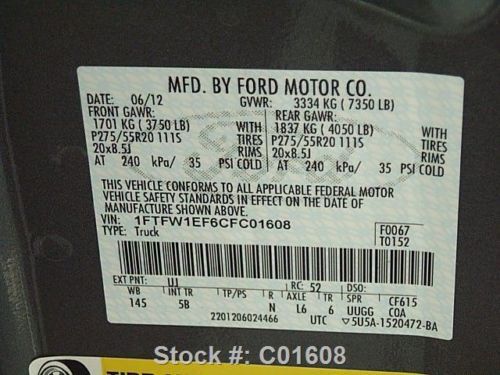 MFD. BY FORD MOTOR CO.
DATE: 06/12 GVWR: 3334 KG ( 7350 LB)
FRONT GAWR: REAR GAWR:
1701 KG ( 3750 LB) 1837 KG ( 4050 LB)
P275/55R20 111S TIRES P275/55R20 111S
20x8.5J RIMS 20x8.5J
AT 240 kPa/ 35 PSI COLD AT 240 kPa/ 35 PSI COLD
THIS VEHICLE CONFORMS TO ALL APPLICABLE FEDERAL MOTOR
VEHICLE SAFETY STANDARDS IN EFFECT ON THE DATE OF
MANUFACTURE SHOWN ABOVE.
VIN: 1FTFW1EF6CFC01608 F0067
TYPE: Truck T0152
EXT PNT: UJ RC: 52 DSO:
WB INT TR TP/PS R AXLE TR SPR CF615
145 5B N L6 6 UUGG COA
2201206024466 UTC 5U5A-1520472-BA
Stock #: C01608